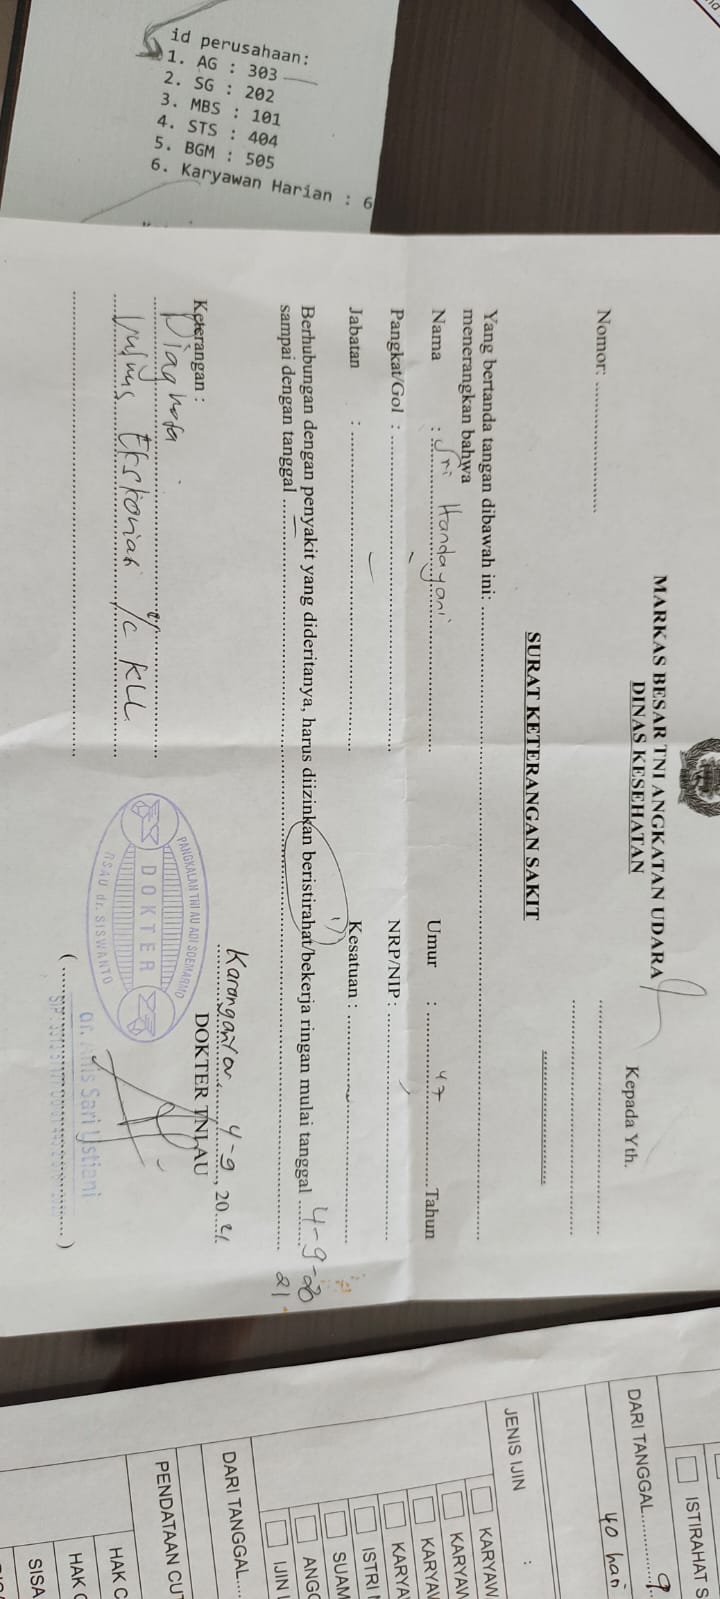 id perusahaan:
1. AG : 303
2. SG : 202
3. MBS : 101
4. STS : 404
5. BGM : 505
6. Karyawan Harian : 6
MARKAS BESAR TNI ANGKATAN UDARA
DINAS KESEHATAN
Kepada Yth.
Nomor: ..........................
SURAT KETERANGAN SAKIT
Yang bertanda tangan dibawah ini: ..........................
menerangkan bahwa
Nama : Sri Handayani Umur : 47 Tahun
Pangkat/Gol : .......................... NRP/NIP : ..........................
Jabatan : .......................... Kesatuan : ..........................
Berhubungan dengan penyakit yang dideritanya, harus diizinkan beristirahat/bekerja ringan mulai tanggal 4-9-20
21
sampai dengan tanggal ..........................
Karanganyar, 4-9, 20 21
Keterangan :
DOKTER TNI AU
Diagnosa
Vulnus Ekskoriasi e/c KLL
PANGKALAN TNI AU ADI SOEMARMO
DOKTER
RSAU dr. SISWANTO
dr. Anis Sari Ustiani
DARI TANGGAL.......... 9
ISTIRAHAT S
40 hari
JENIS IJIN :
KARYAW
KARYAW
KARYAW
KARYA
ISTRI
SUAM
ANGG
IJIN
DARI TANGGAL....
PENDATAAN CUT
HAK C
HAK
SISA